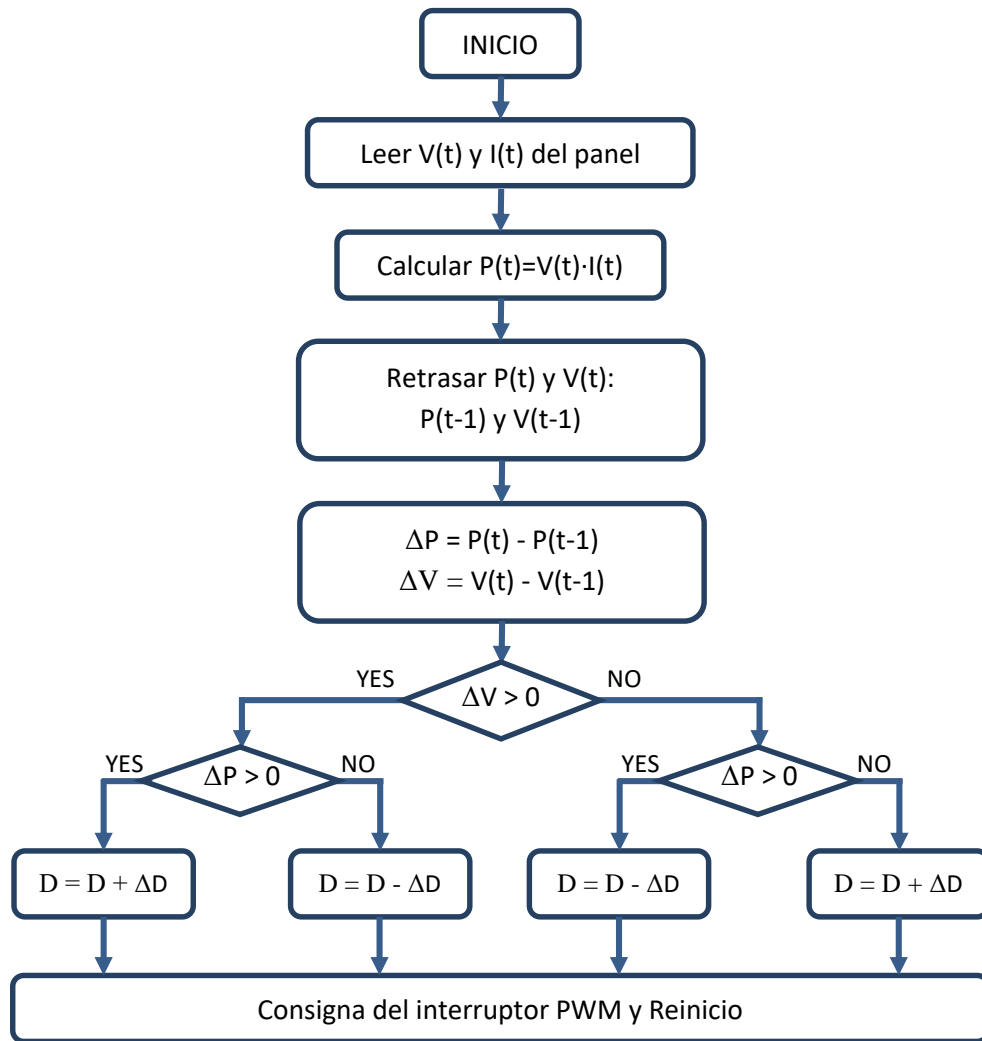 INICIO
Leer V(t) y I(t) del panel
Calcular P(t)=V(t)·I(t)
Retrasar P(t) y V(t):
P(t-1) y V(t-1)
ΔP = P(t) - P(t-1)
ΔV = V(t) - V(t-1)
YES
ΔV > 0
NO
YES
ΔP > 0
NO
YES
ΔP > 0
NO
D = D + ΔD
D = D - ΔD
D = D - ΔD
D = D + ΔD
Consigna del interruptor PWM y Reinicio